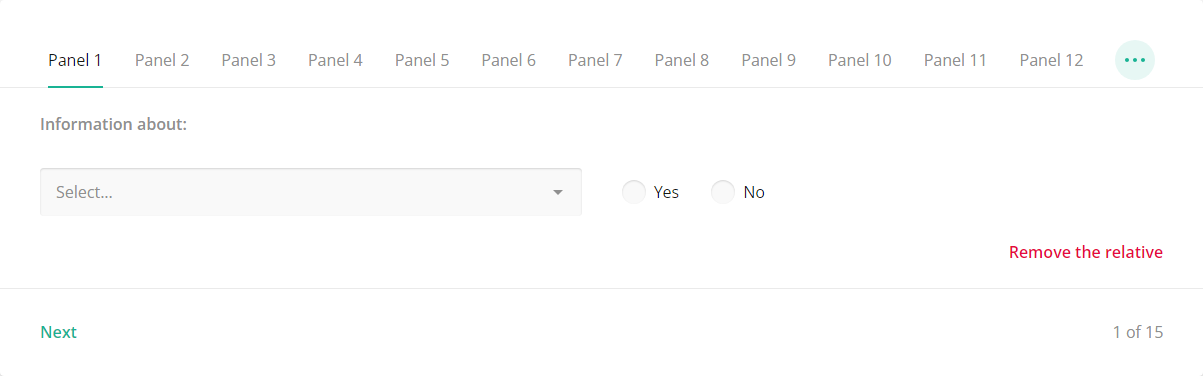 Panel 1 Panel 2 Panel 3 Panel 4 Panel 5 Panel 6 Panel 7 Panel 8 Panel 9 Panel 10 Panel 11 Panel 12
Information about:
Select... Yes No
Remove the relative
Next 1 of 15